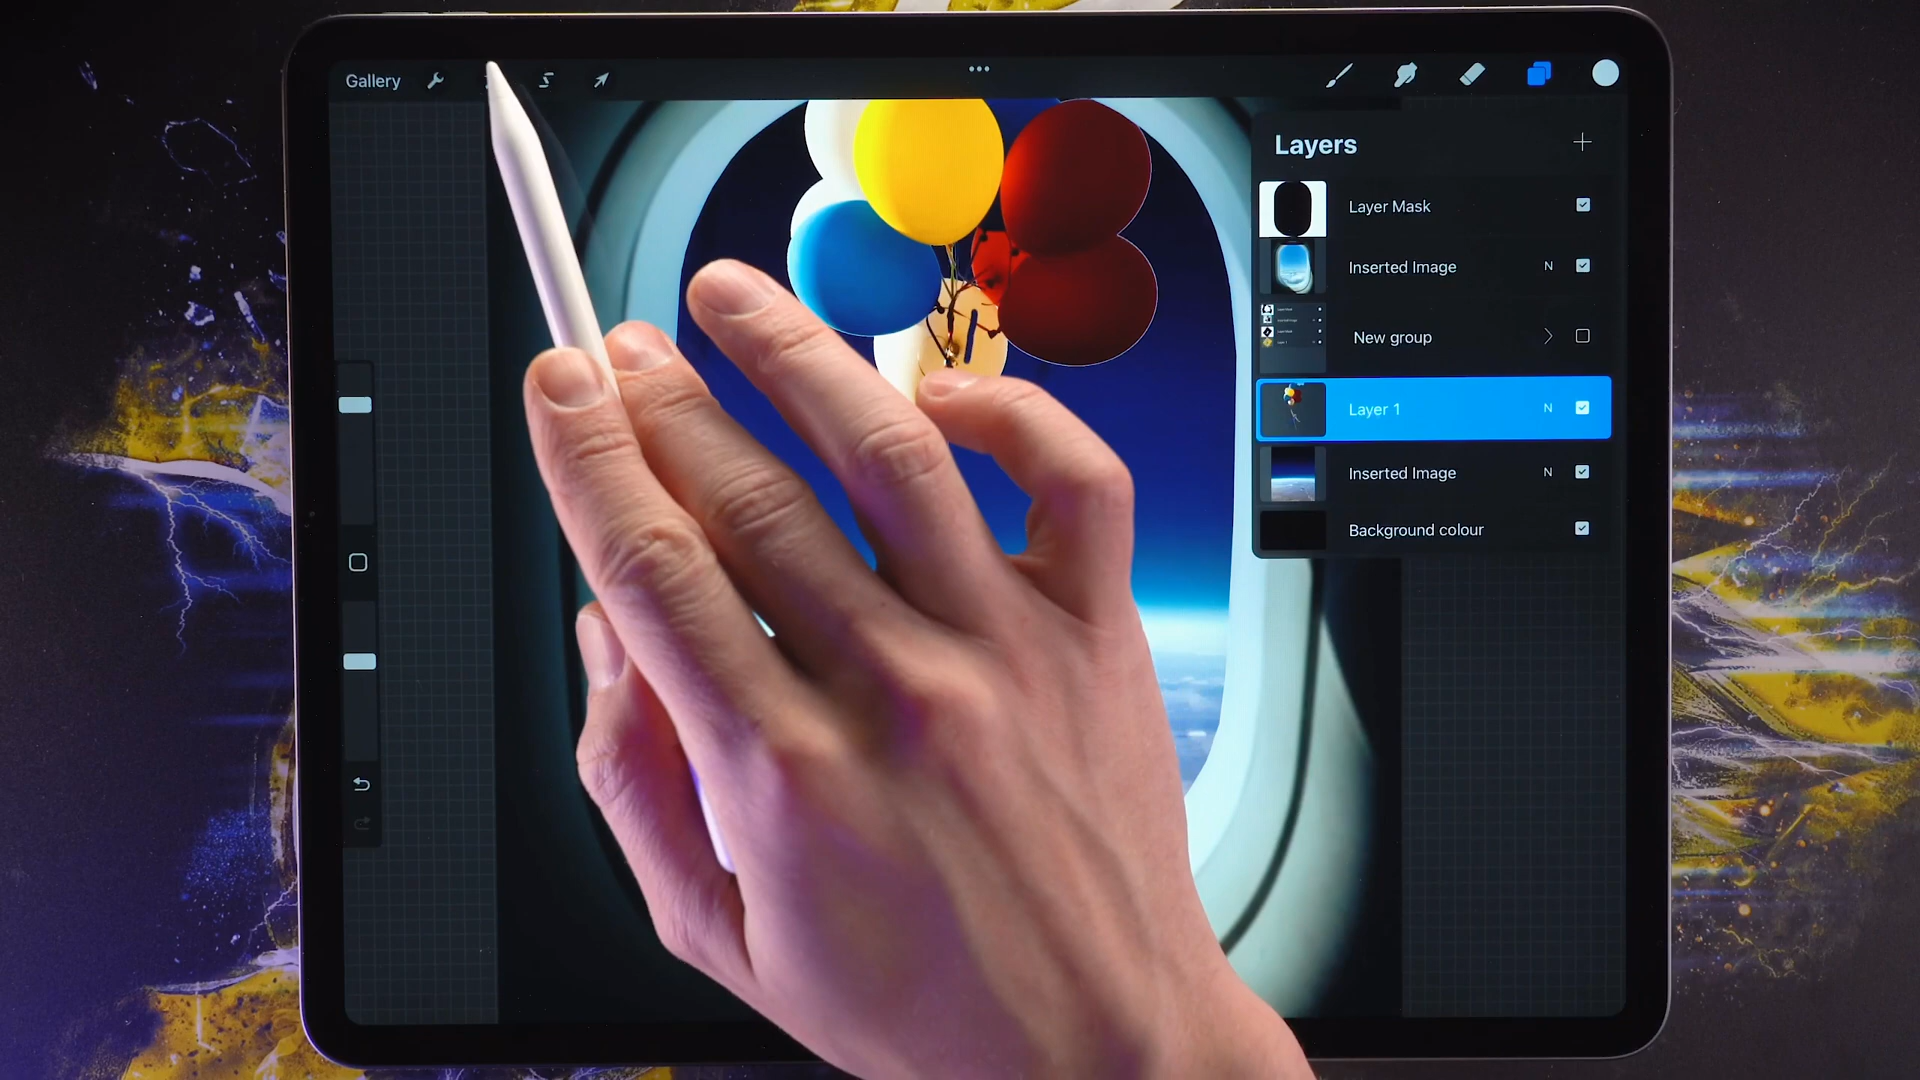 Gallery
Layers
Layer Mask
Inserted Image N
New group
Layer 1 N
Inserted Image N
Background colour